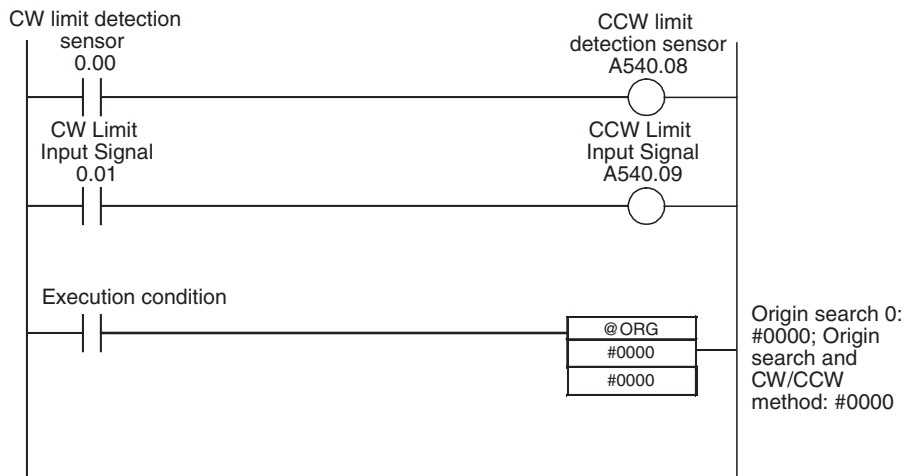 CW limit detection
sensor
0.00
CCW limit
detection sensor
A540.08
CW Limit
Input Signal
0.01
CCW Limit
Input Signal
A540.09
Execution condition
@ORG
#0000
#0000
Origin search 0:
#0000; Origin
search and
CW/CCW
method: #0000